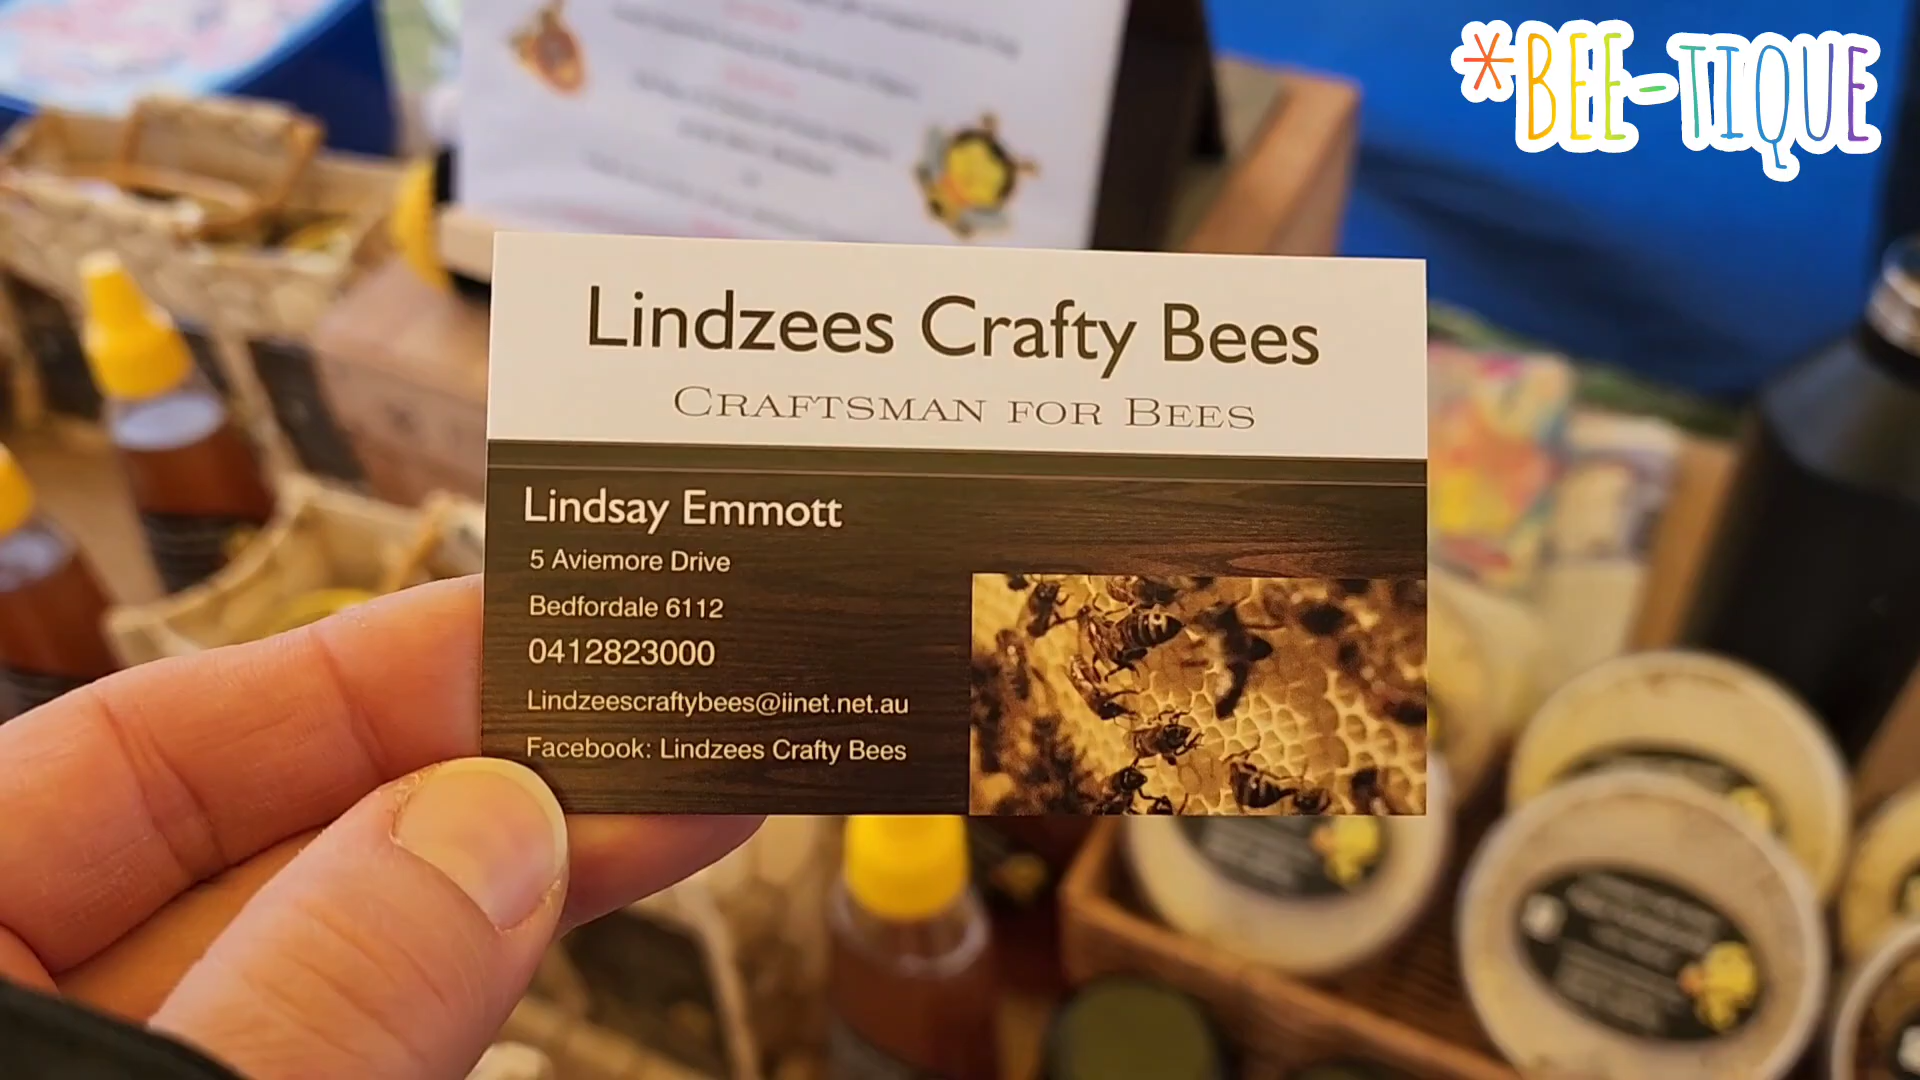 *BEE-TIQUE
Lindzees Crafty Bees
CRAFTSMAN FOR BEES
Lindsay Emmott
5 Aviemore Drive
Bedfordale 6112
0412823000
Lindzeescraftybees@iinet.net.au
Facebook: Lindzees Crafty Bees